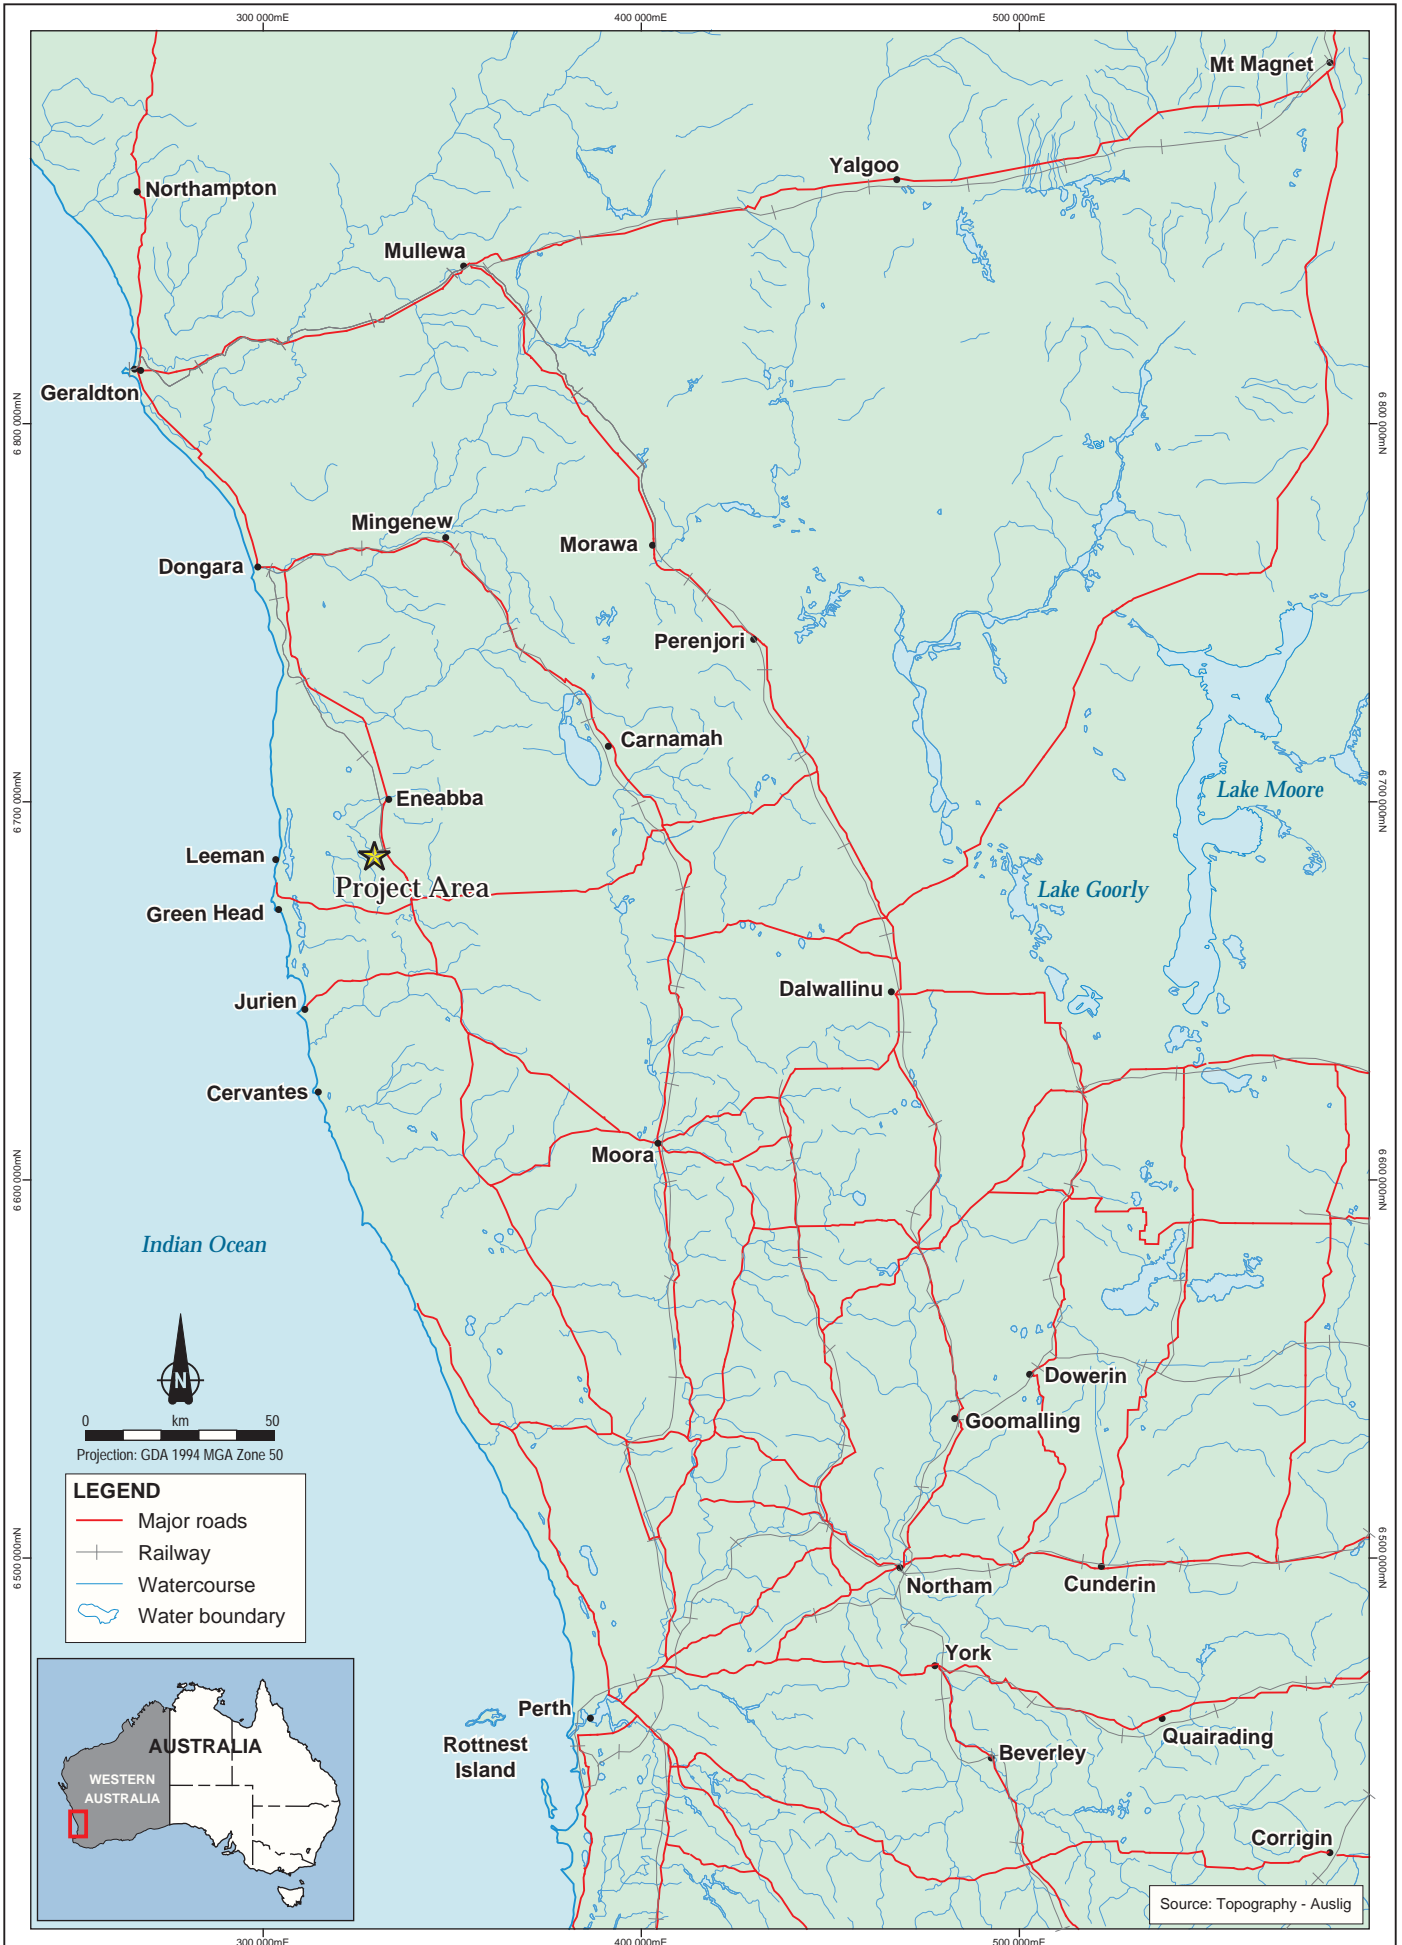 300 000mE
400 000mE
500 000mE
Mt Magnet
Yalgoo
Northampton
Mullewa
Geraldton
6 800 000mN
6 800 000mN
Mingenew
Morawa
Dongara
Perenjori
Carnamah
Eneabba
6 700 000mN
6 700 000mN
Lake Moore
Leeman
Project Area
Lake Goorly
Green Head
Dalwallinu
Jurien
Cervantes
Moora
6 600 000mN
6 600 000mN
Indian Ocean
N
Dowerin
Goomalling
0 km 50
Projection: GDA 1994 MGA Zone 50
LEGEND
Major roads
Railway
Watercourse
Water boundary
6 500 000mN
6 500 000mN
Northam
Cunderin
York
Perth
Rottnest
Island
Quairading
Beverley
AUSTRALIA
WESTERN
AUSTRALIA
Corrigin
Source: Topography - Auslig
300 000mE
400 000mE
500 000mE